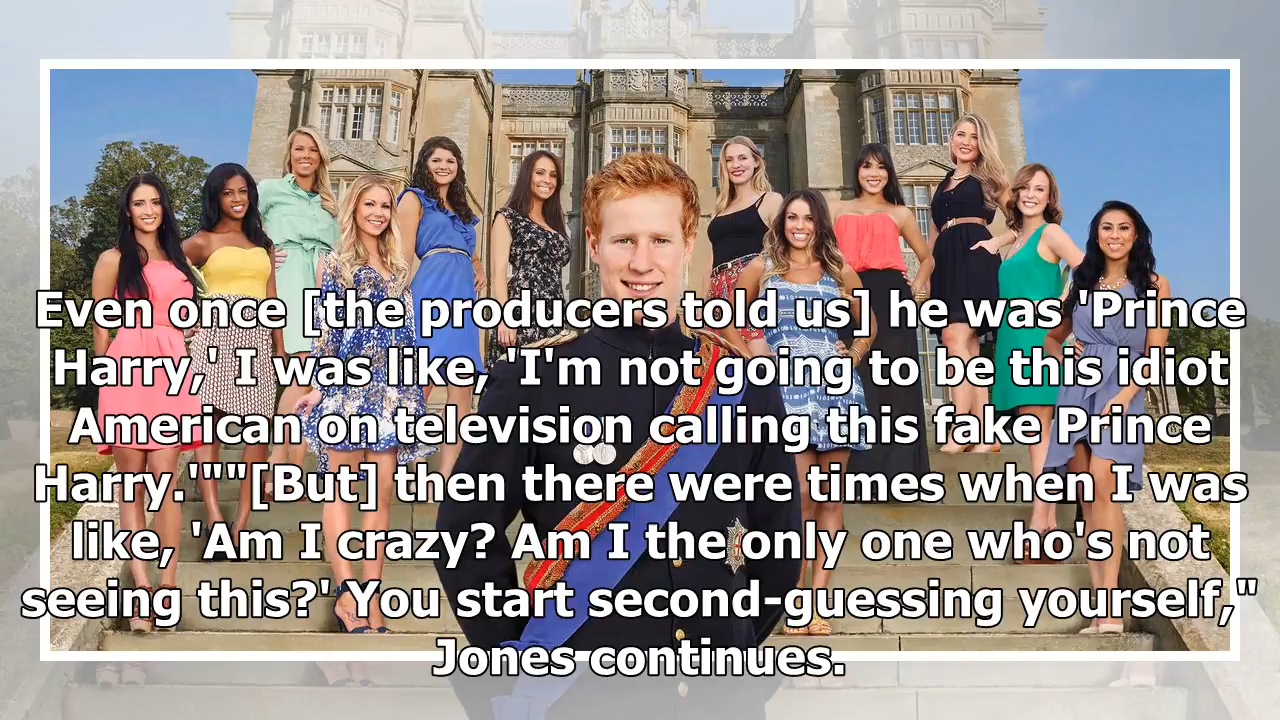 Even once [the producers told us] he was 'Prince
Harry,' I was like, 'I'm not going to be this idiot
American on television calling this fake Prince
Harry.'""[But] then there were times when I was
like, 'Am I crazy? Am I the only one who's not
seeing this?' You start second-guessing yourself,"
Jones continues.